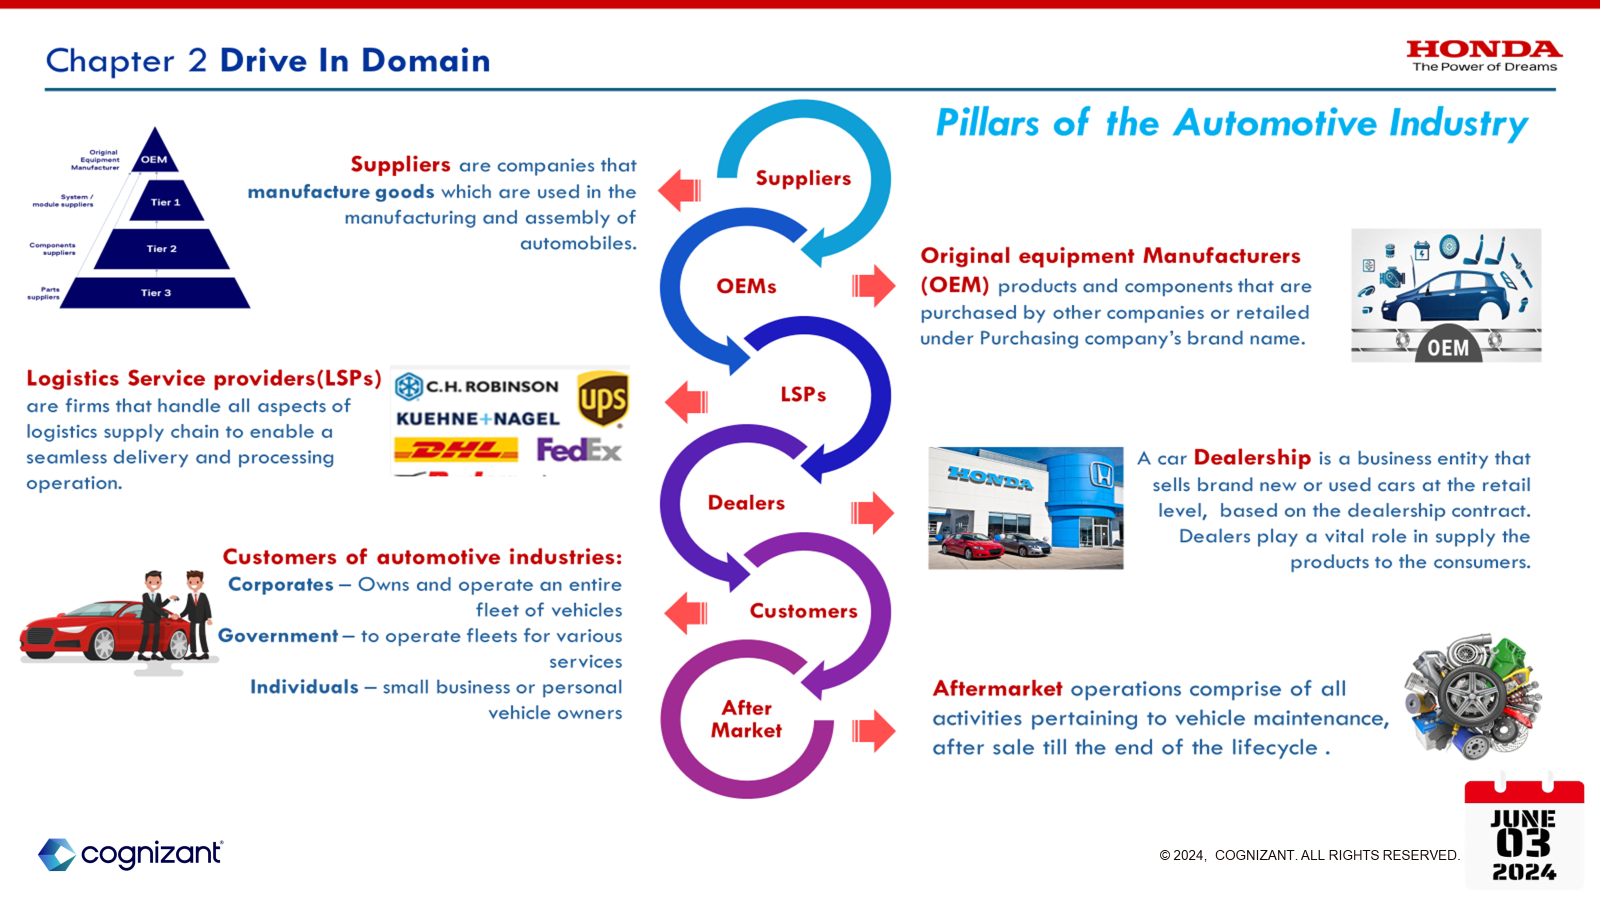 Chapter 2 Drive In Domain
HONDA
The Power of Dreams
Pillars of the Automotive Industry
Original
Equipment
Manufacturer
OEM
System /
module suppliers
Tier 1
Components
suppliers
Tier 2
Parts
suppliers
Tier 3
Suppliers are companies that
manufacture goods which are used in the
manufacturing and assembly of
automobiles.
Suppliers
OEMs
LSPs
Dealers
Customers
After
Market
Original equipment Manufacturers
(OEM) products and components that are
purchased by other companies or retailed
under Purchasing company's brand name.
OEM
Logistics Service providers(LSPs)
are firms that handle all aspects of
logistics supply chain to enable a
seamless delivery and processing
operation.
C.H. ROBINSON
ups
KUEHNE+NAGEL
DHL
FedEx
HONDA
A car Dealership is a business entity that
sells brand new or used cars at the retail
level, based on the dealership contract.
Dealers play a vital role in supply the
products to the consumers.
Customers of automotive industries:
Corporates – Owns and operate an entire
fleet of vehicles
Government – to operate fleets for various
services
Individuals – small business or personal
vehicle owners
Aftermarket operations comprise of all
activities pertaining to vehicle maintenance,
after sale till the end of the lifecycle .
cognizant
© 2024, COGNIZANT. ALL RIGHTS RESERVED.
JUNE
03
2024